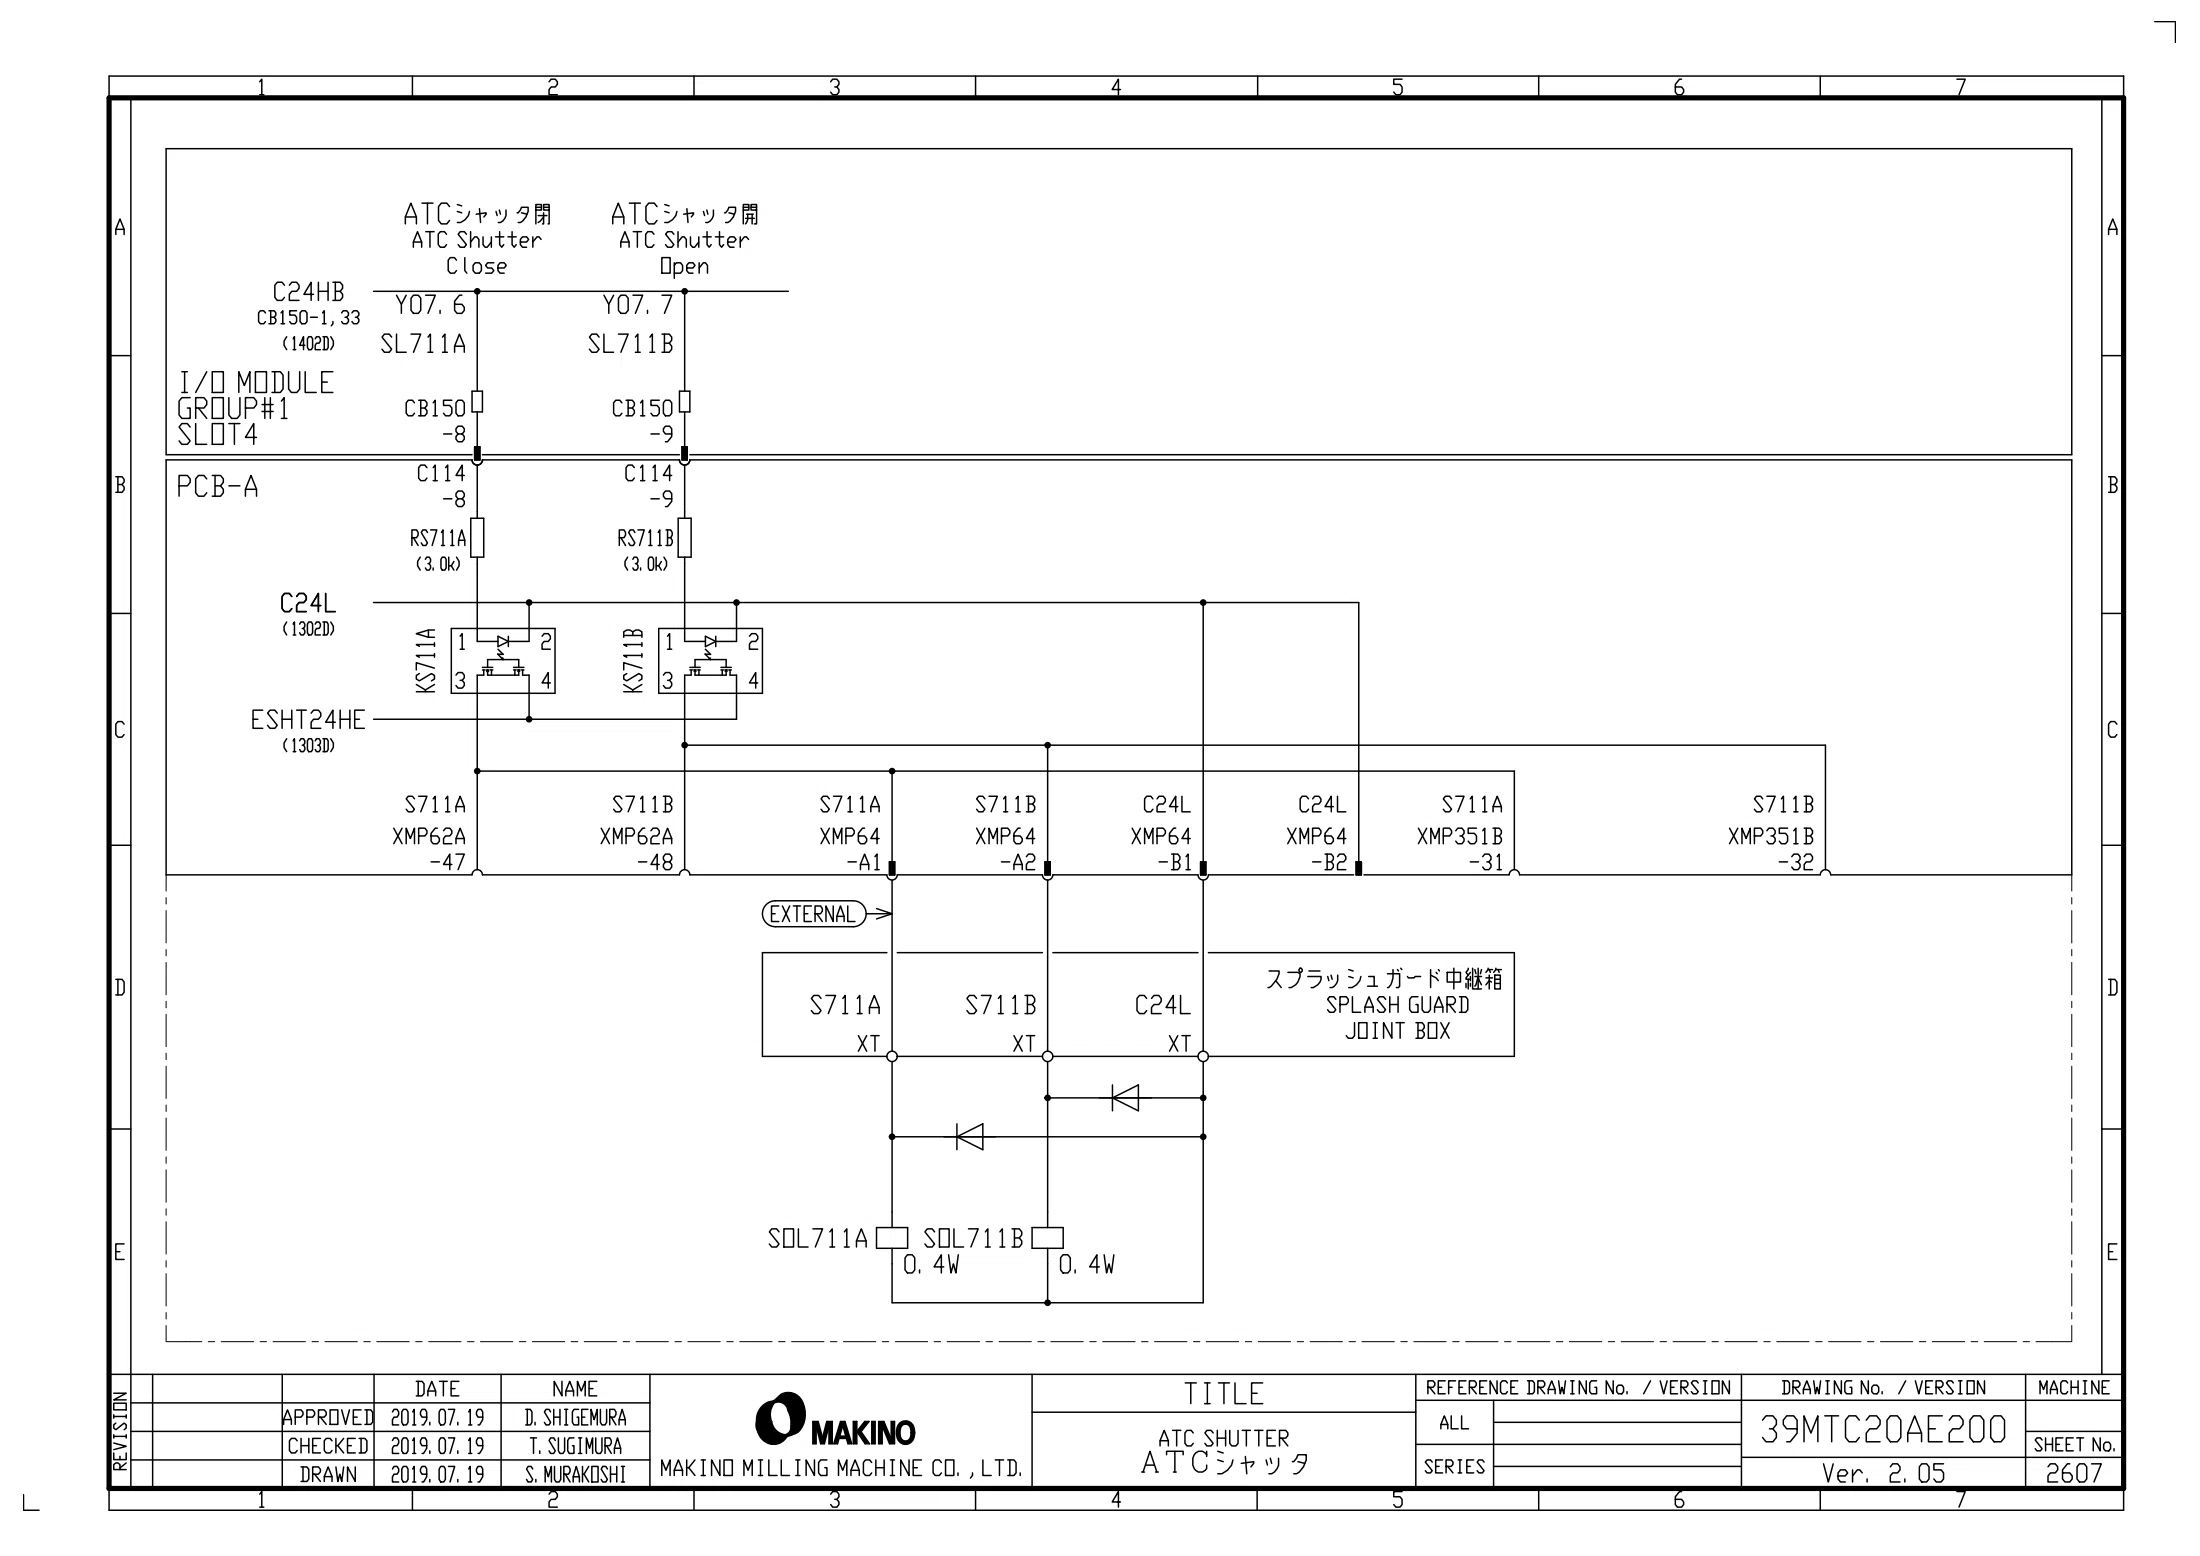 1 2 3 4 5 6 7
A A
B B
C C
D D
E E
ATCシャッタ閉
ATC Shutter
Close
ATCシャッタ開
ATC Shutter
Open
C24HB
CB150-1,33
(1402D)
Y07.6
SL711A
Y07.7
SL711B
I/O MODULE
GROUP#1
SLOT4
CB150
-8
CB150
-9
PCB-A
C114
-8
C114
-9
RS711A
(3.0k)
RS711B
(3.0k)
C24L
(1302D)
KS711A
1 2
3 4
KS711B
1 2
3 4
ESHT24HE
(1303D)
S711A
XMP62A
-47
S711B
XMP62A
-48
S711A
XMP64
-A1
S711B
XMP64
-A2
C24L
XMP64
-B1
C24L
XMP64
-B2
S711A
XMP351B
-31
S711B
XMP351B
-32
EXTERNAL
スプラッシュガード中継箱
SPLASH GUARD
JOINT BOX
S711A
XT
S711B
XT
C24L
XT
SOL711A
0.4W
SOL711B
0.4W
REVISION
DATE NAME
APPROVED 2019.07.19 D. SHIGEMURA
CHECKED 2019.07.19 T. SUGIMURA
DRAWN 2019.07.19 S. MURAKOSHI
MAKINO
MAKINO MILLING MACHINE CO., LTD.
TITLE
ATC SHUTTER
ATCシャッタ
REFERENCE DRAWING No. / VERSION
ALL
SERIES
DRAWING No. / VERSION
39MTC20AE200
Ver. 2.05
MACHINE
SHEET No.
2607
1 2 3 4 5 6 7